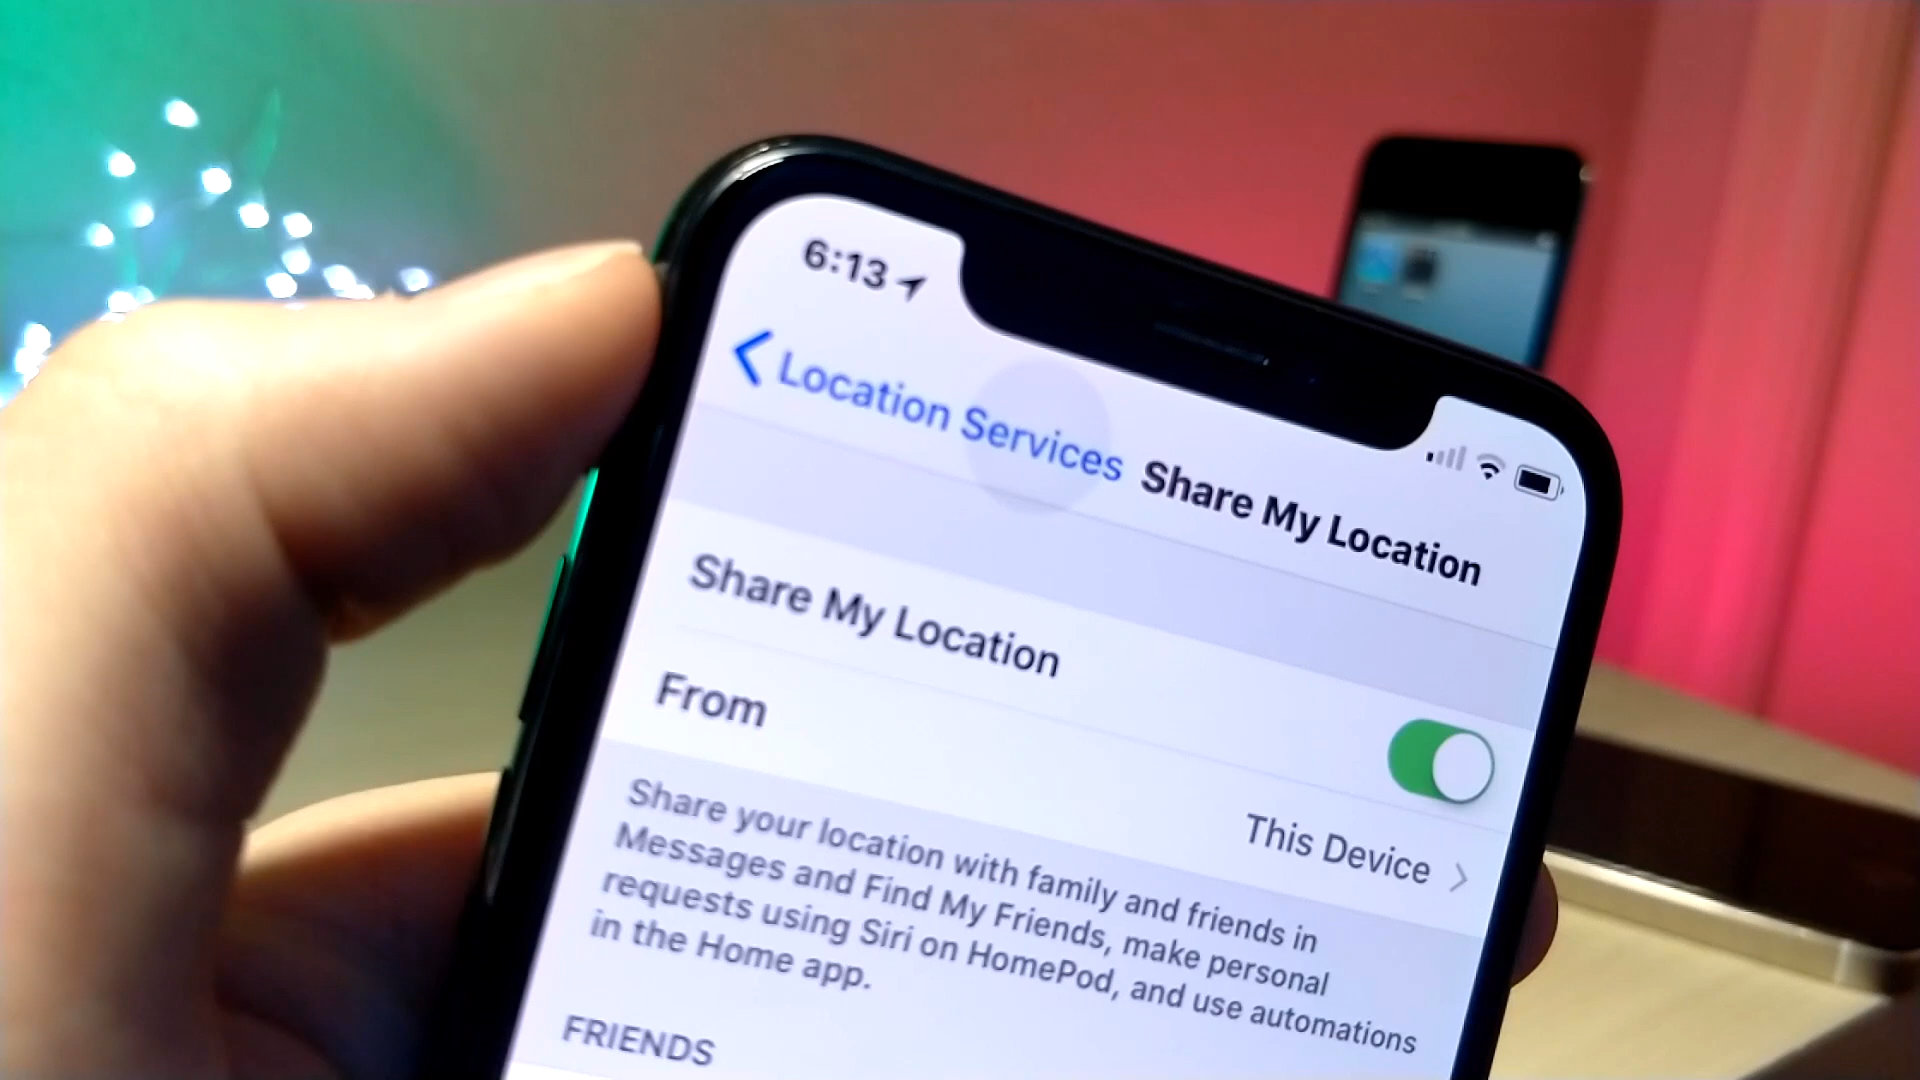 6:13
Location Services Share My Location
Share My Location
From
This Device
Share your location with family and friends in
Messages and Find My Friends, make personal
requests using Siri on HomePod, and use automations
in the Home app.
FRIENDS